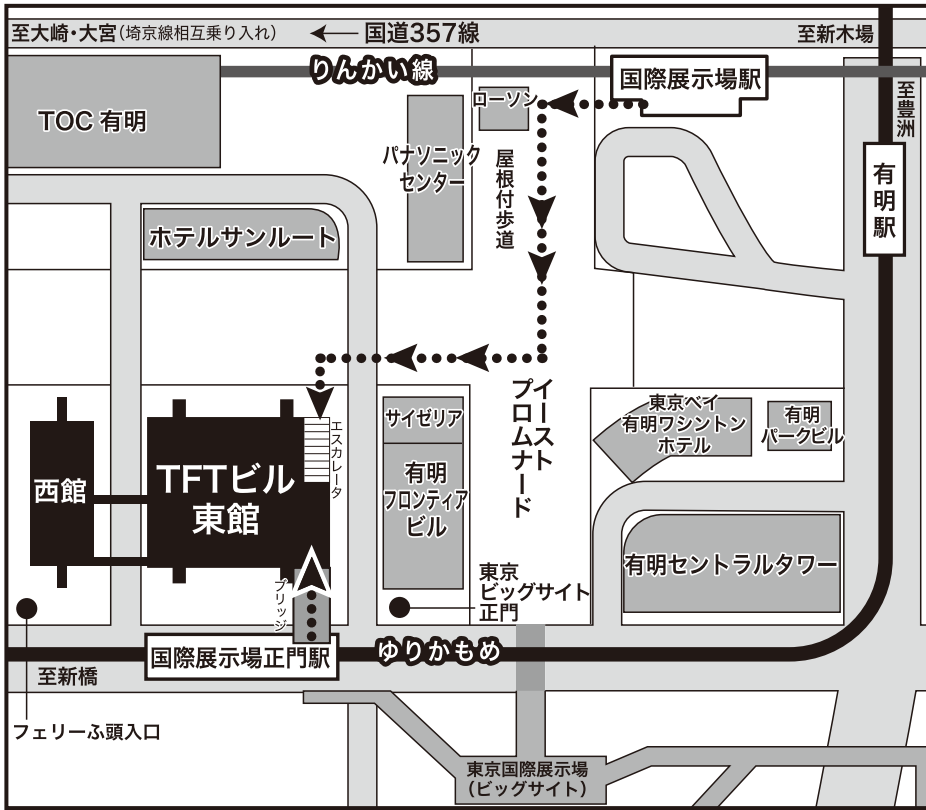 至大崎・大宮(埼京線相互乗り入れ)
国道357線
至新木場
りんかい線
国際展示場駅
至豊洲
TOC 有明
ローソン
パナソニック
センター
屋根付歩道
有明駅
ホテルサンルート
イースト
プロムナード
サイゼリア
エスカレータ
東京ベイ
有明ワシントン
ホテル
有明
パークビル
西館
TFTビル
東館
有明
フロンティア
ビル
有明セントラルタワー
ブリッジ
東京
ビッグサイト
正門
国際展示場正門駅
ゆりかもめ
至新橋
フェリーふ頭入口
東京国際展示場
(ビッグサイト)